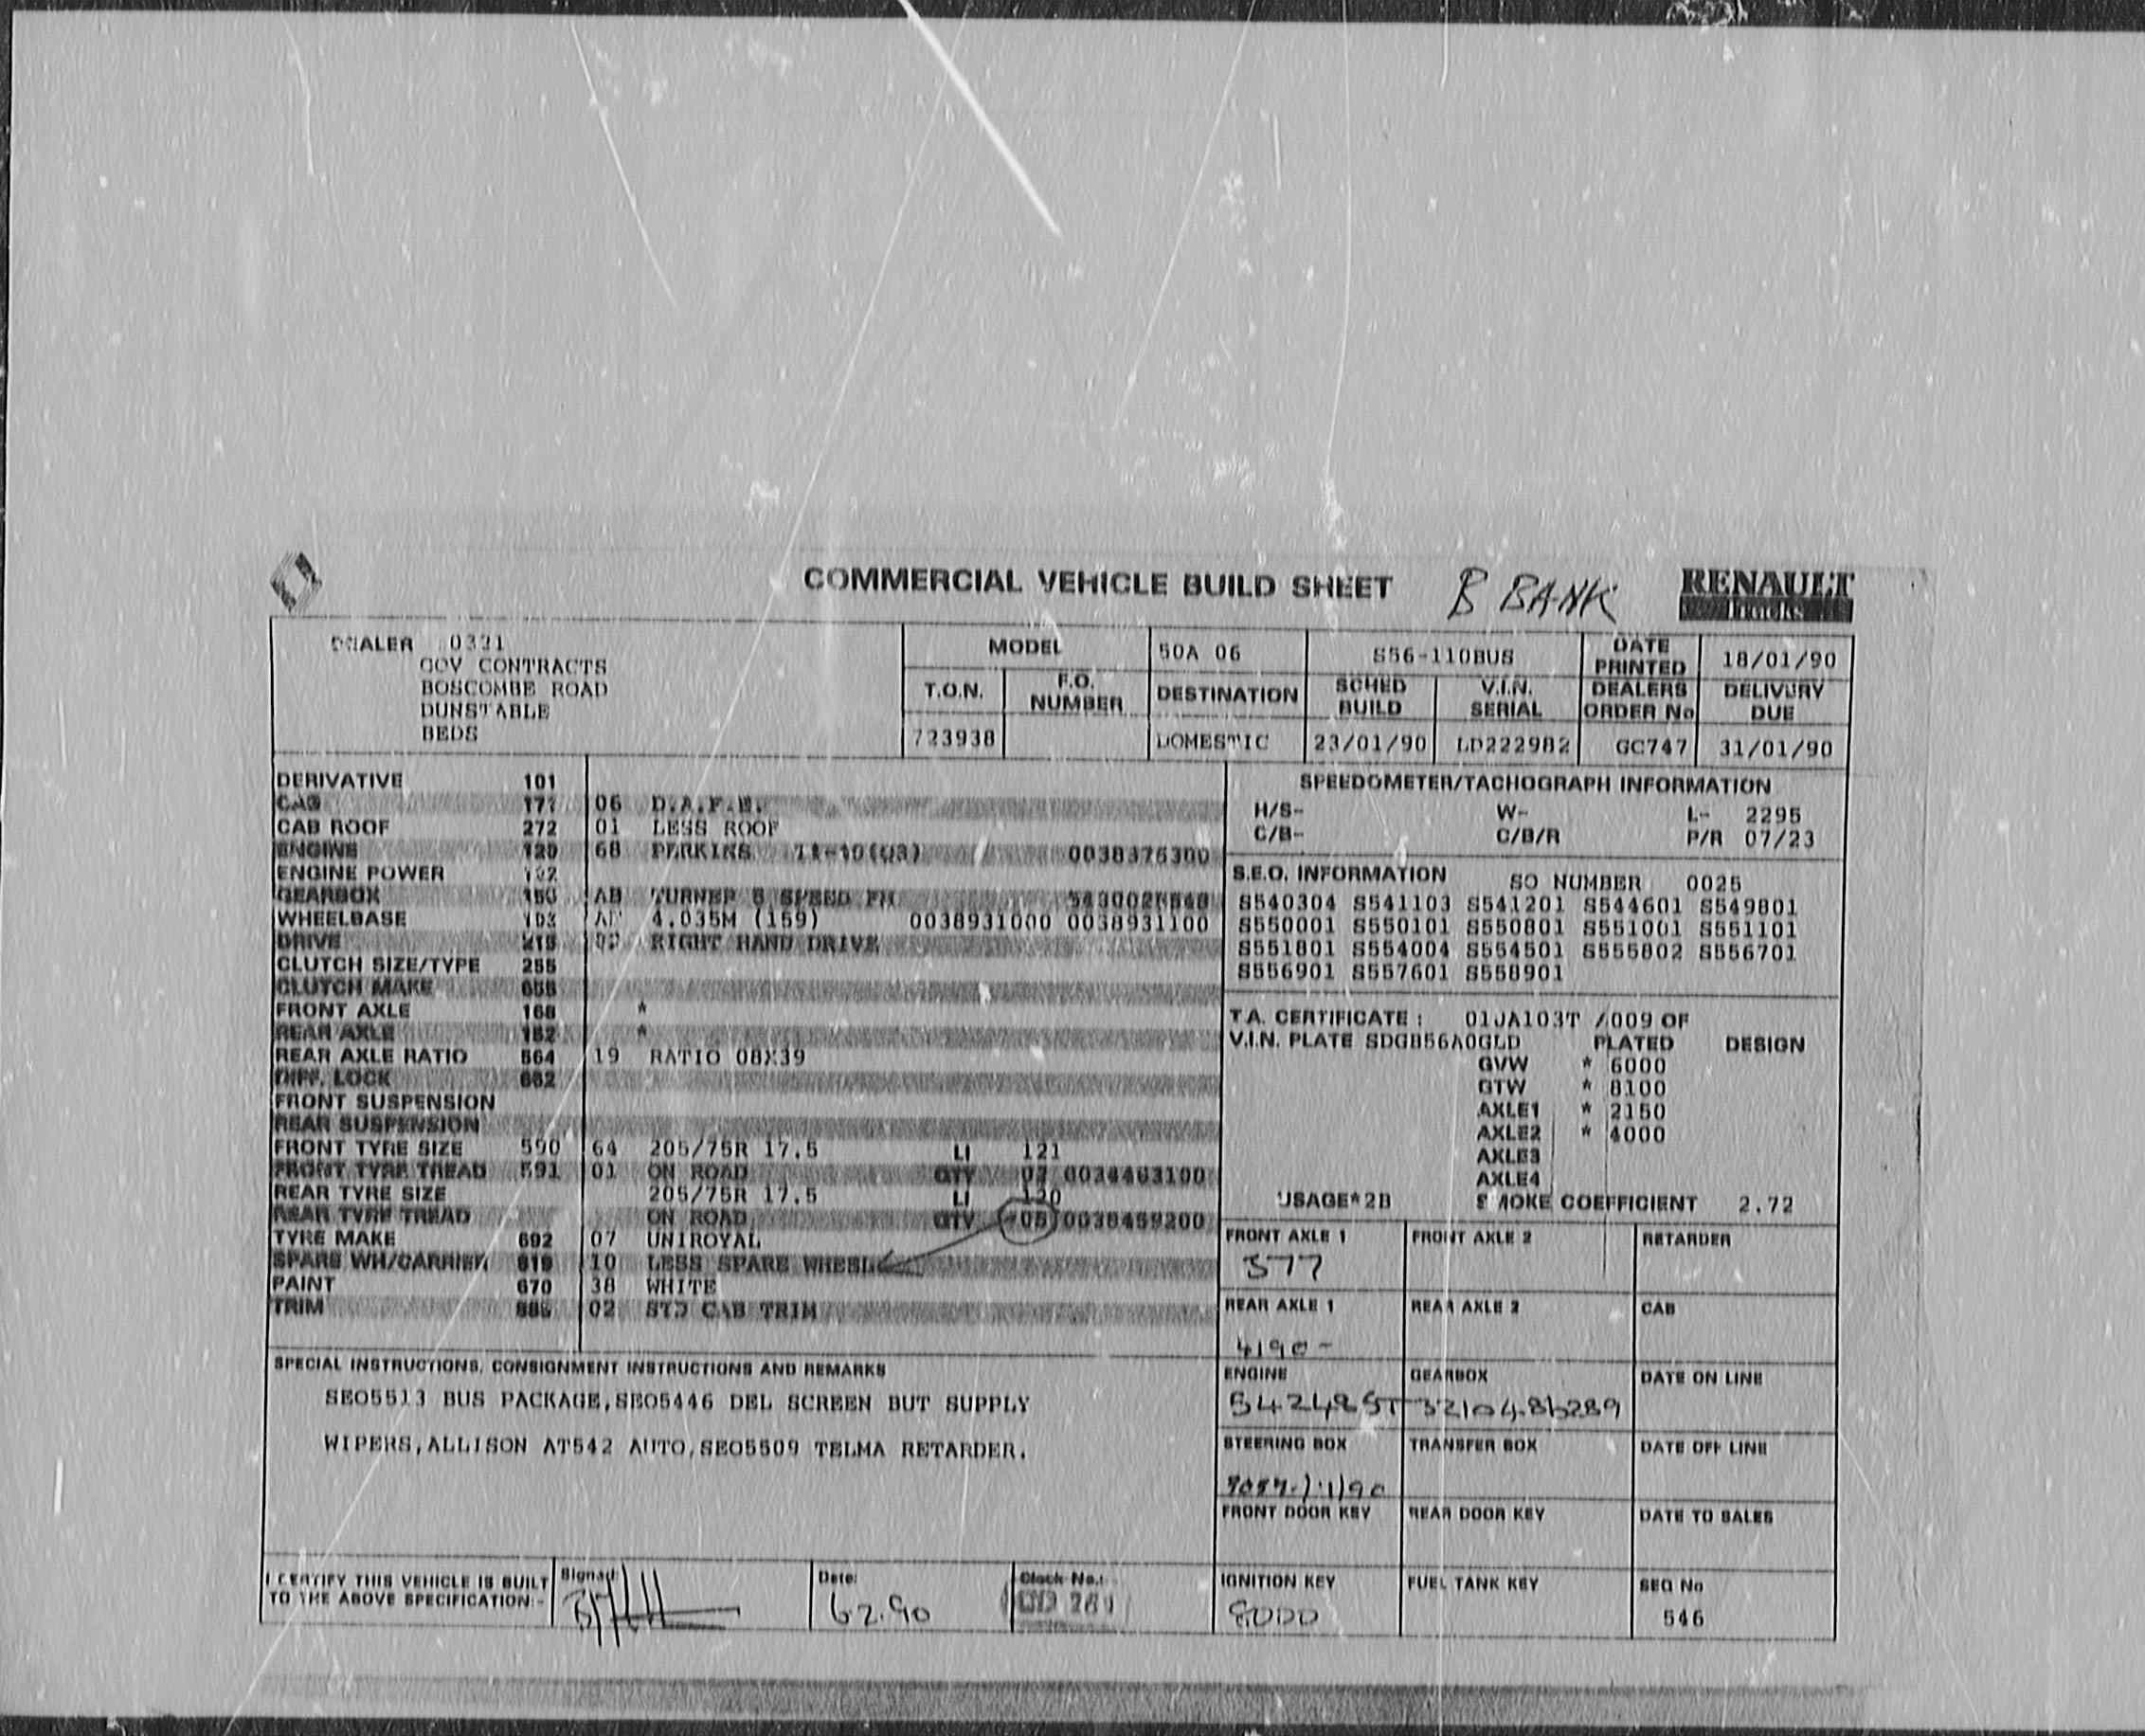 COMMERCIAL VEHICLE BUILD SHEET B BANK RENAULT
Trucks
DEALER 0321
GOV CONTRACTS
BOSCOMBE ROAD
DUNSTABLE
BEDS
MODEL 50A 06 S56-110BUS DATE PRINTED 18/01/90
T.O.N. F.O. NUMBER DESTINATION SCHED BUILD V.I.N. SERIAL DEALERS ORDER No DELIVERY DUE
723938 DOMESTIC 23/01/90 LD222982 GC747 31/01/90
DERIVATIVE 101
CAB 171 06 D.A.F.E.
CAB ROOF 272 01 LESS ROOF
ENGINE 120 68 PERKINS 0038376300
ENGINE POWER
GEARBOX 150 AB TURNER 5 SPEED
WHEELBASE 103 4.035M (159) 0038931000 0038931100
DRIVE 218 RIGHT HAND DRIVE
CLUTCH SIZE/TYPE 255
CLUTCH MAKE 655
FRONT AXLE 168 *
REAR AXLE 162 *
REAR AXLE RATIO 564 19 RATIO 08X39
DIFF. LOCK 662
FRONT SUSPENSION
REAR SUSPENSION
FRONT TYRE SIZE 590 64 205/75R 17.5 LI 121
FRONT TYRE TREAD 591 01 ON ROAD QTY 02 0034463100
REAR TYRE SIZE 205/75R 17.5 LI 120
REAR TYRE TREAD ON ROAD QTY 05 0038459200
TYRE MAKE 692 07 UNIROYAL
SPARE WH/CARRIER 619 10 LESS SPARE WHEEL
PAINT 670 38 WHITE
TRIM 02 STD CAB TRIM
SPEEDOMETER/TACHOGRAPH INFORMATION
H/S- W- L- 2295
C/B- C/B/R P/R 07/23
S.E.O. INFORMATION SO NUMBER 0025
S540304 S541103 S541201 S544601 S549801
S550001 S550101 S550801 S551001 S551101
S551801 S554004 S554501 S555802 S556701
S556901 S557601 S558901
T.A. CERTIFICATE : 01JA103T /009 OF
V.I.N. PLATE SDGB56A0GLD PLATED DESIGN
GVW * 6000
GTW * 8100
AXLE1 * 2150
AXLE2 * 4000
AXLE3
AXLE4
USAGE*2B SMOKE COEFFICIENT 2.72
FRONT AXLE 1 FRONT AXLE 2 RETARDER
377
REAR AXLE 1 REAR AXLE 2 CAB
4190-
ENGINE GEARBOX DATE ON LINE
STEERING BOX TRANSFER BOX DATE OFF LINE
FRONT DOOR KEY REAR DOOR KEY DATE TO SALES
IGNITION KEY FUEL TANK KEY SEQ No
8000 546
SPECIAL INSTRUCTIONS, CONSIGNMENT INSTRUCTIONS AND REMARKS
SEO5513 BUS PACKAGE,SEO5446 DEL SCREEN BUT SUPPLY
WIPERS,ALLISON AT542 AUTO,SEO5509 TELMA RETARDER.
I CERTIFY THIS VEHICLE IS BUILT
TO THE ABOVE SPECIFICATION:-
Signed:
Date:
6 2.90
Clock No.: